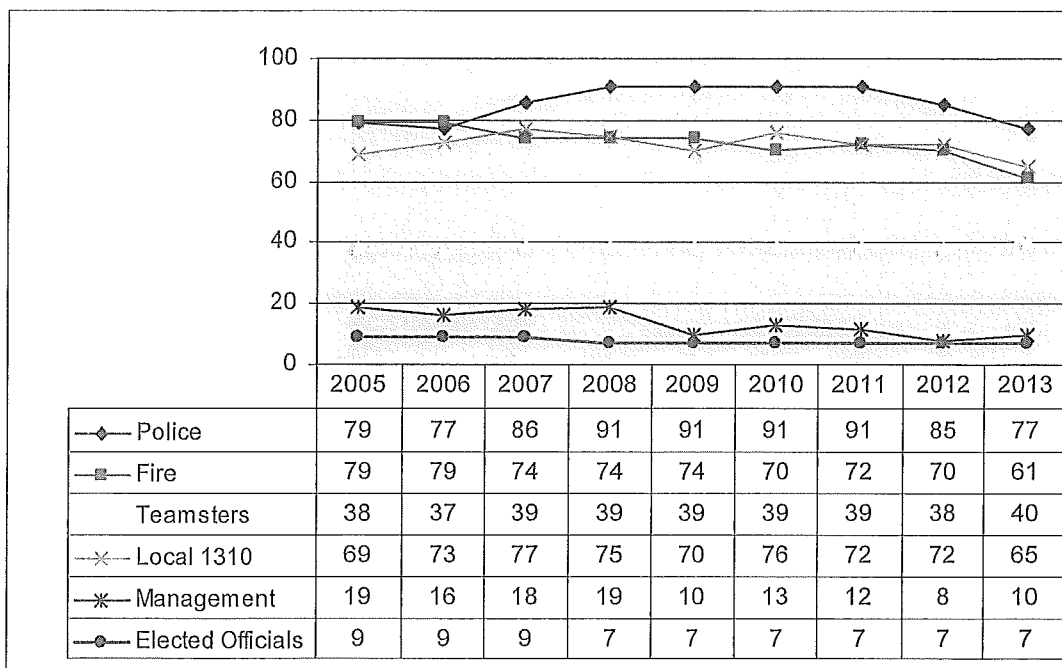 100
80
60
40
20
0
2005 2006 2007 2008 2009 2010 2011 2012 2013
Police 79 77 86 91 91 91 91 85 77
Fire 79 79 74 74 74 70 72 70 61
Teamsters 38 37 39 39 39 39 39 38 40
Local 1310 69 73 77 75 70 76 72 72 65
Management 19 16 18 19 10 13 12 8 10
Elected Officials 9 9 9 7 7 7 7 7 7